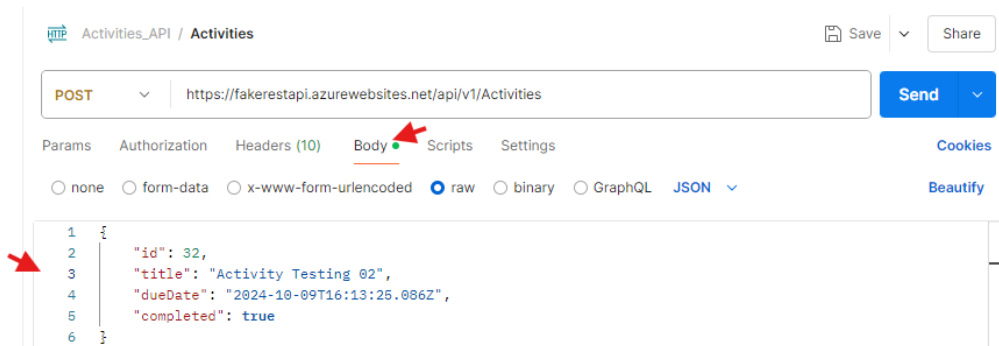 HTTP Activities_API / Activities Save Share
POST https://fakerestapi.azurewebsites.net/api/v1/Activities Send
Params Authorization Headers (10) Body Scripts Settings Cookies
none form-data x-www-form-urlencoded raw binary GraphQL JSON Beautify
1 {
2 "id": 32,
3 "title": "Activity Testing 02",
4 "dueDate": "2024-10-09T16:13:25.086Z",
5 "completed": true
6 }